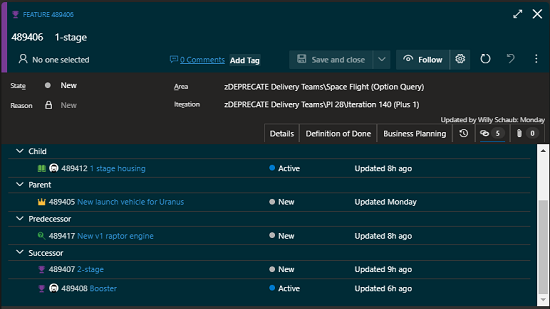 FEATURE 489406
489406 1-stage
No one selected
0 Comments Add Tag
Save and close
Follow
State New
Area zDEPRECATE Delivery Teams\Space Flight (Option Query)
Reason New
Iteration zDEPRECATE Delivery Teams\PI 28\Iteration 140 (Plus 1)
Updated by Willy Schaub: Monday
Details Definition of Done Business Planning 5 0
Child
489412 1 stage housing Active Updated 8h ago
Parent
489405 New launch vehicle for Uranus New Updated Monday
Predecessor
489417 New v1 raptor engine New Updated 8h ago
Successor
489407 2-stage New Updated 9h ago
489408 Booster Active Updated 6h ago